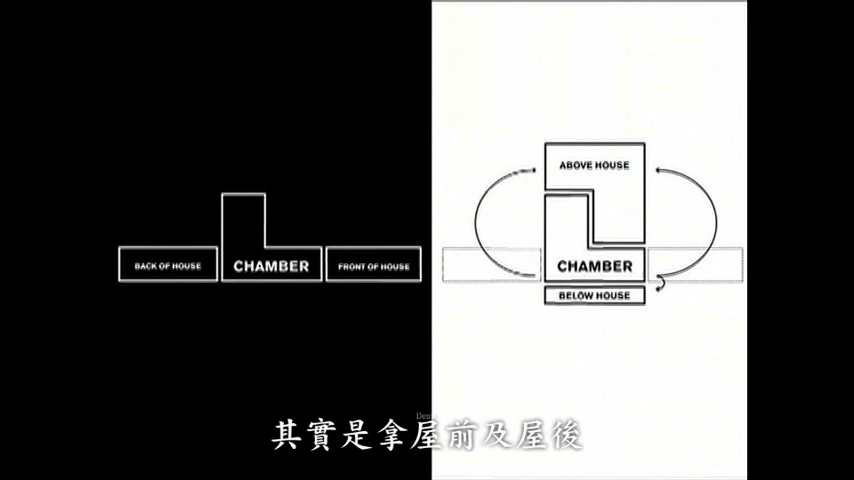 ABOVE HOUSE
BACK OF HOUSE
CHAMBER
FRONT OF HOUSE
CHAMBER
BELOW HOUSE
其實是拿屋前及屋後